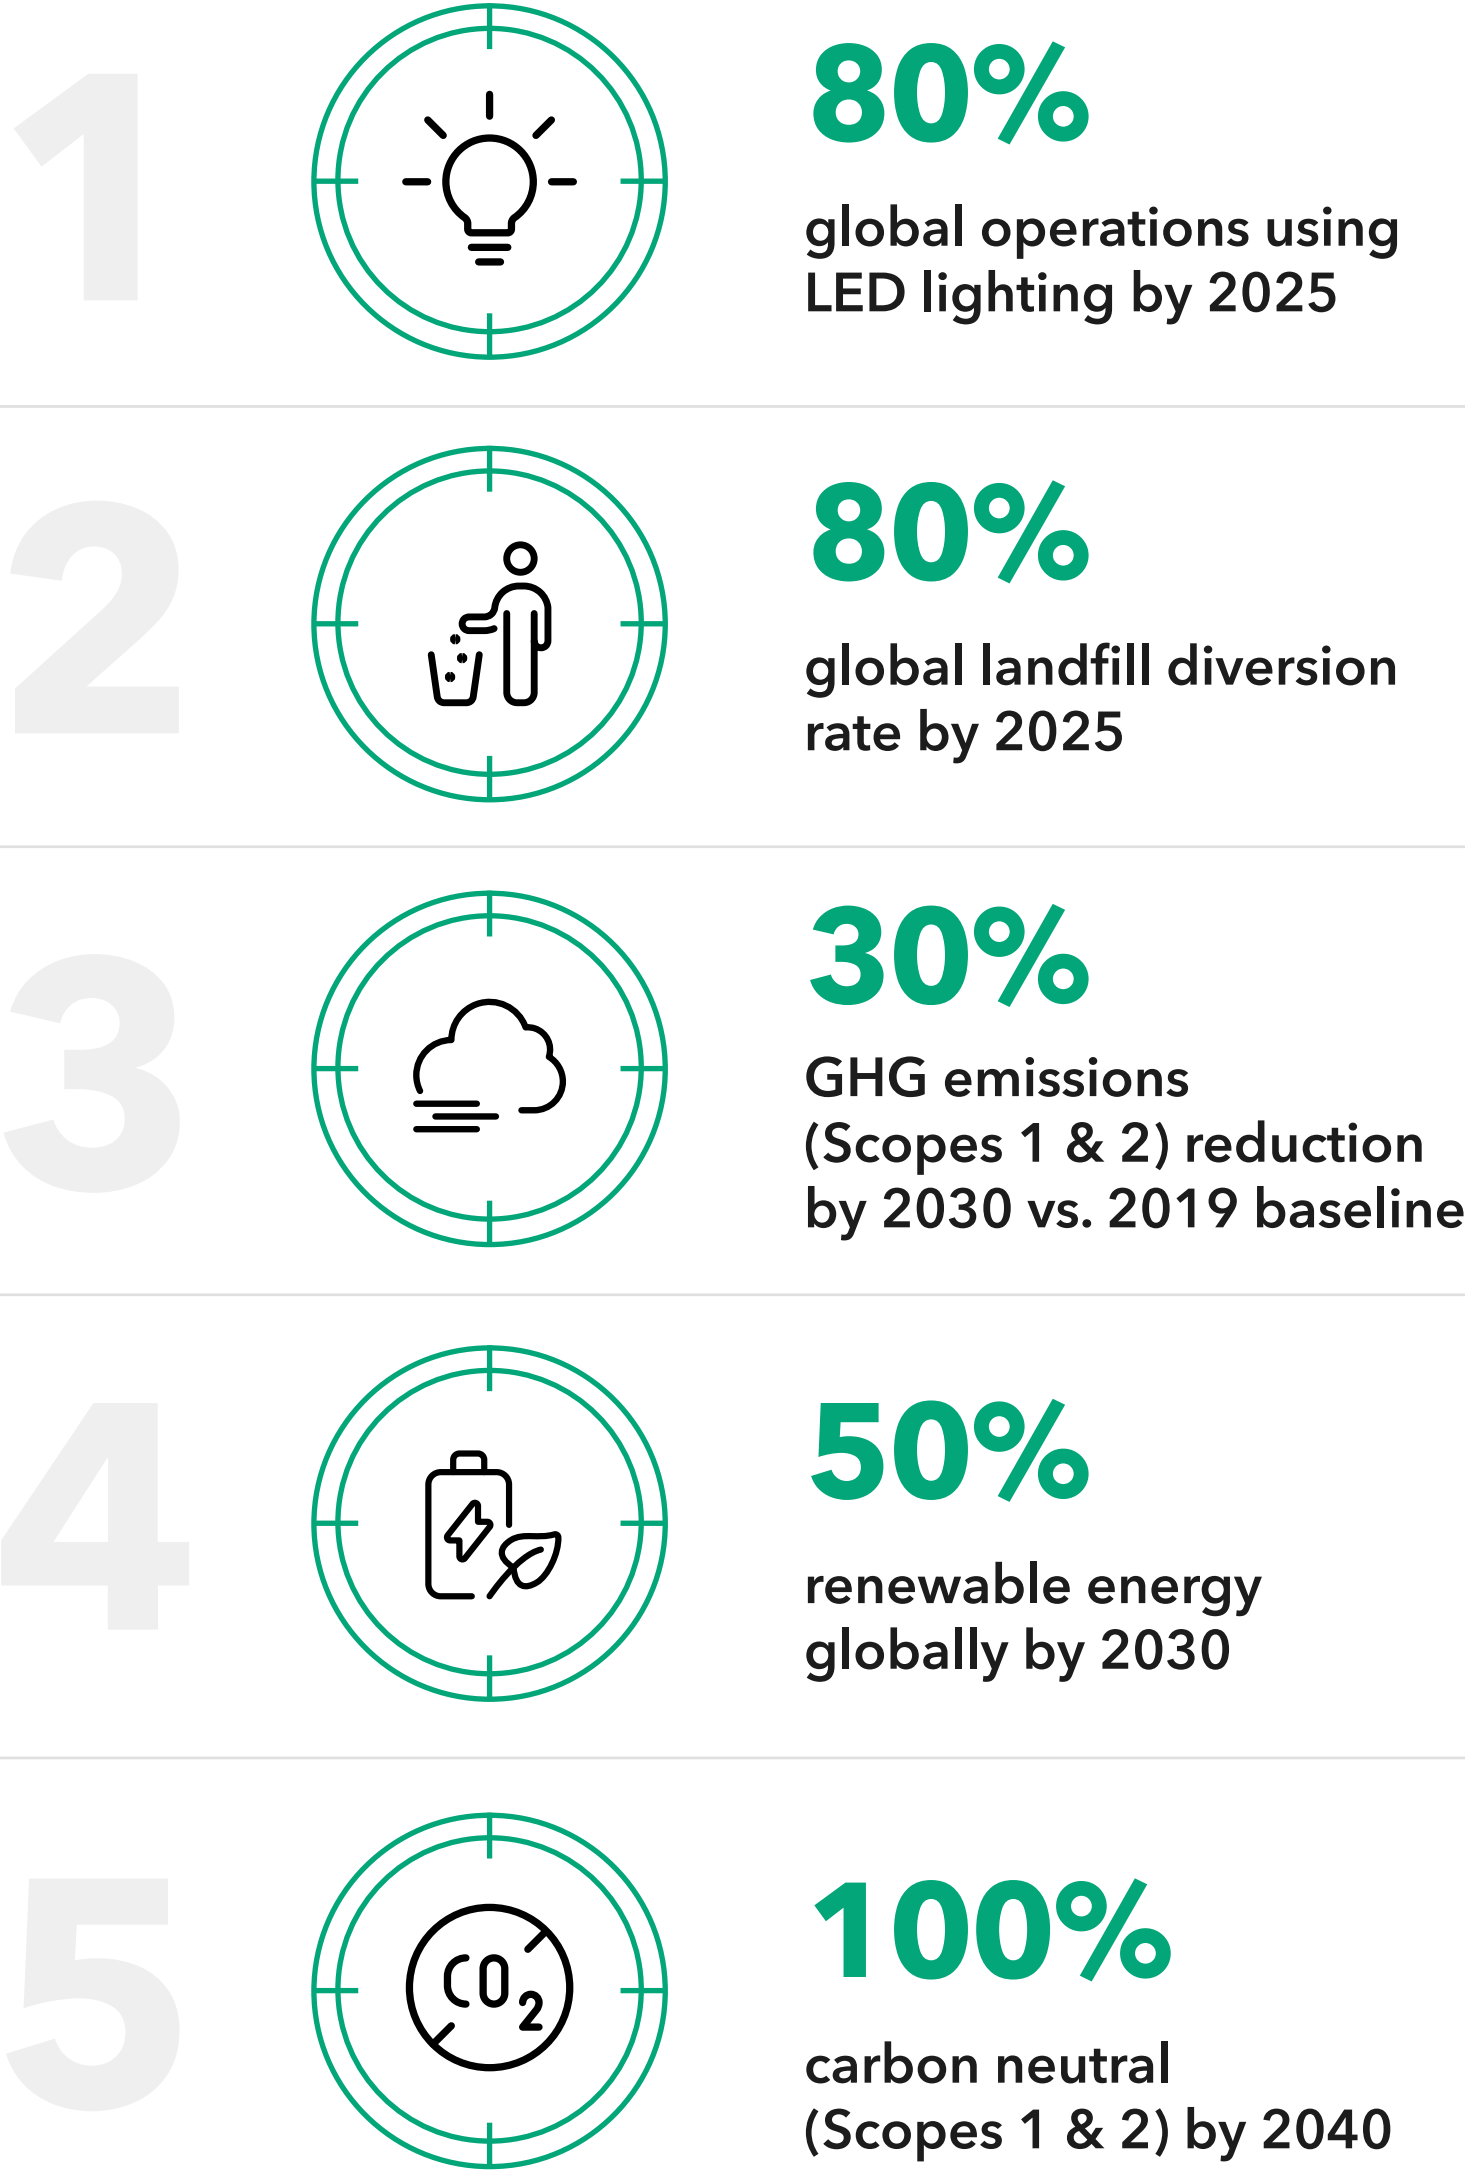 1
80%
global operations using
LED lighting by 2025
2
80%
global landfill diversion
rate by 2025
3
30%
GHG emissions
(Scopes 1 & 2) reduction
by 2030 vs. 2019 baseline
4
50%
renewable energy
globally by 2030
5
CO₂
100%
carbon neutral
(Scopes 1 & 2) by 2040